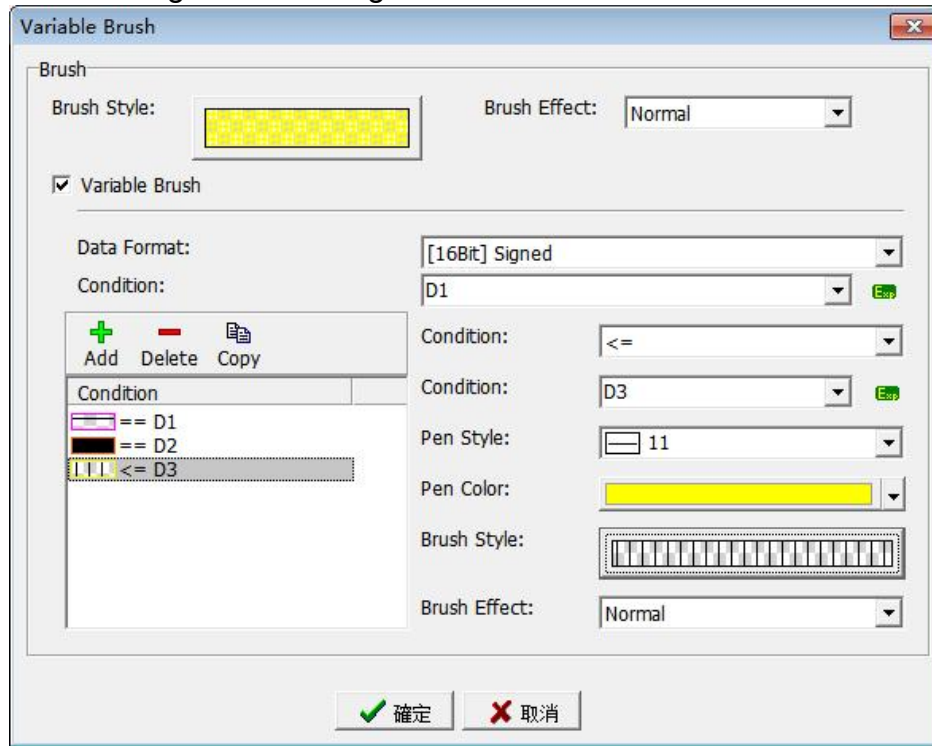 Variable Brush
Brush
Brush Style:
Brush Effect: Normal
Variable Brush
Data Format: [16Bit] Signed
Condition: D1 Exp
Add Delete Copy
Condition: <=
Condition
Condition: D3 Exp
== D1
== D2
<= D3
Pen Style: 11
Pen Color:
Brush Style:
Brush Effect: Normal
確定 取消